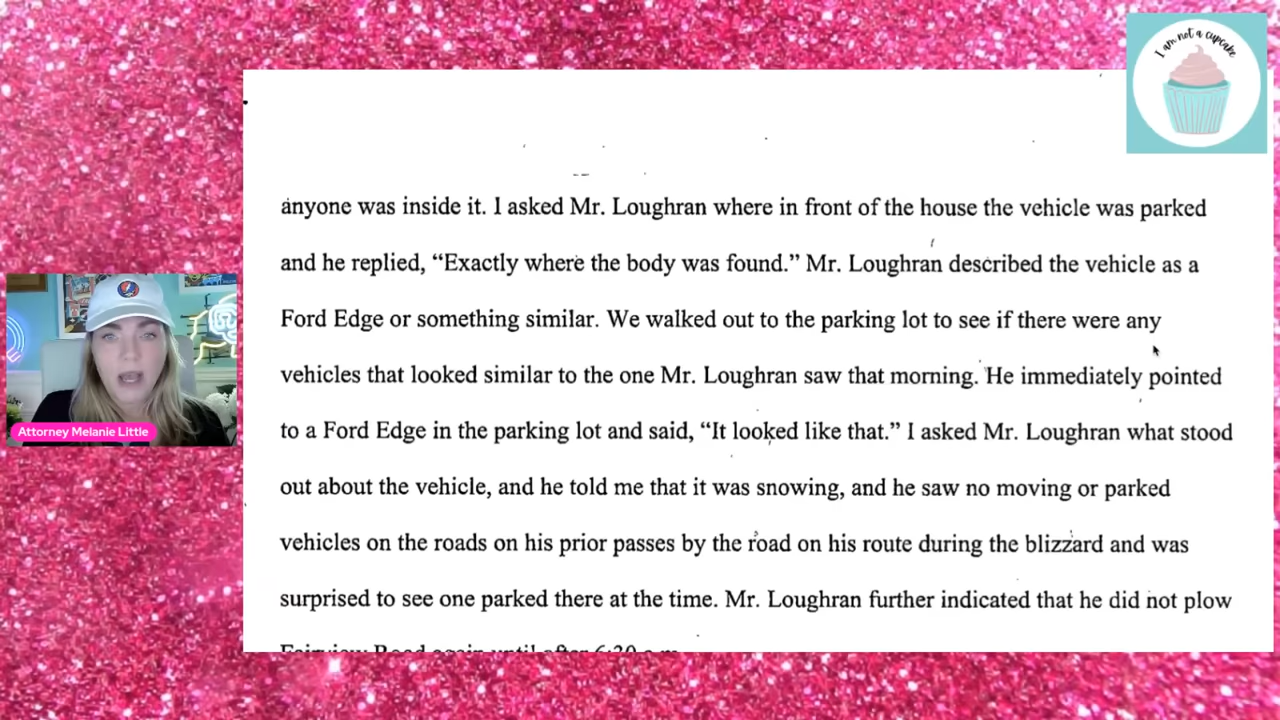 I am not a cupcake
anyone was inside it. I asked Mr. Loughran where in front of the house the vehicle was parked
and he replied, “Exactly where the body was found.” Mr. Loughran described the vehicle as a
Ford Edge or something similar. We walked out to the parking lot to see if there were any
vehicles that looked similar to the one Mr. Loughran saw that morning. He immediately pointed
to a Ford Edge in the parking lot and said, “It looked like that.” I asked Mr. Loughran what stood
out about the vehicle, and he told me that it was snowing, and he saw no moving or parked
vehicles on the roads on his prior passes by the road on his route during the blizzard and was
surprised to see one parked there at the time. Mr. Loughran further indicated that he did not plow
Fairview Road again until after 6:30 a.m.
Attorney Melanie Little